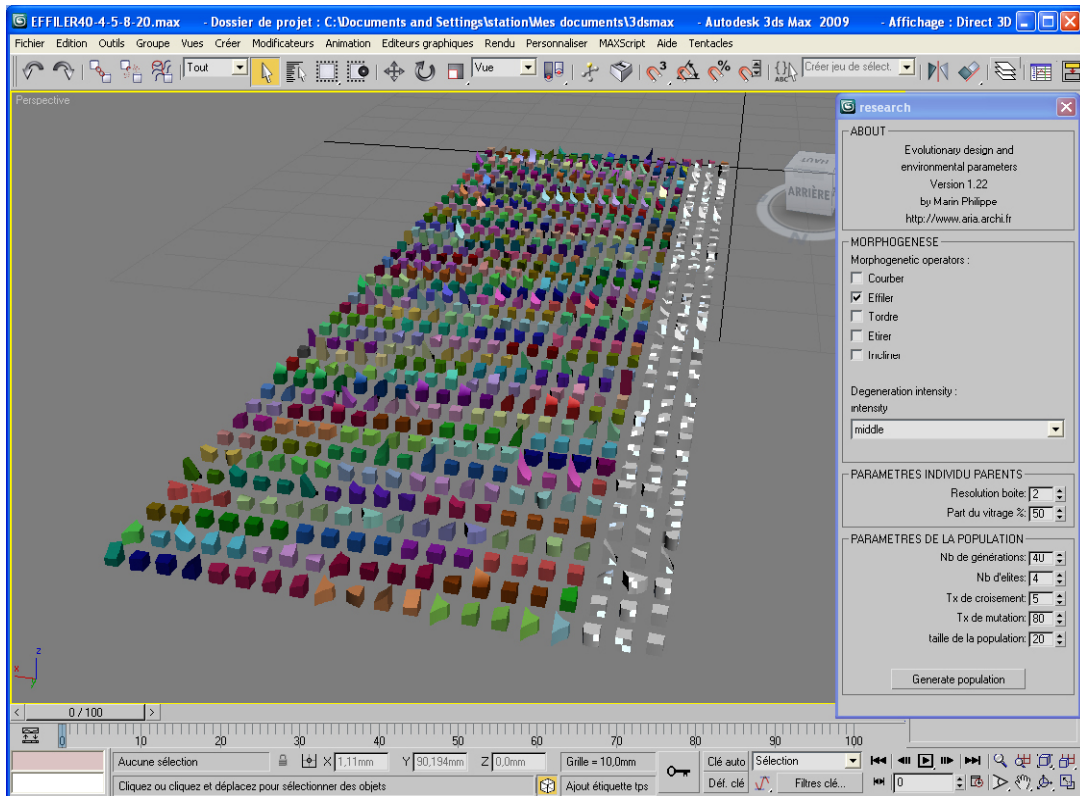 EFFILER40-4-5-8-20.max - Dossier de projet : C:\Documents and Settings\station\Mes documents\3dsmax - Autodesk 3ds Max 2009 - Affichage : Direct 3D
Fichier Edition Outils Groupe Vues Créer Modificateurs Animation Editeurs graphiques Rendu Personnaliser MAXScript Aide Tentacles
Tout Vue 3 % ABC Créer jeu de sélect.
Perspective
HAUT
ARRIÈRE
research
ABOUT
Evolutionary design and
environmental parameters
Version 1.22
by Marin Philippe
http://www.aria.archi.fr
MORPHOGENESE
Morphogenetic operators :
Courber
Effiler
Tordre
Etirer
Incliner
Degeneration intensity :
intensity
middle
PARAMETRES INDIVIDU PARENTS
Resolution boite: 2
Part du vitrage %: 50
PARAMETRES DE LA POPULATION
Nb de générations: 40
Nb d'elites: 4
Tx de croisement: 5
Tx de mutation: 80
taille de la population: 20
Generate population
z
x
y
< 0 / 100 >
0 10 20 30 40 50 60 70 80 90 100
Aucune sélection X 1,11mm Y 90,194mm Z 0,0mm Grille = 10,0mm Clé auto Sélection
Cliquez ou cliquez et déplacez pour sélectionner des objets Ajout étiquette tps Déf. clé Filtres clé... 0